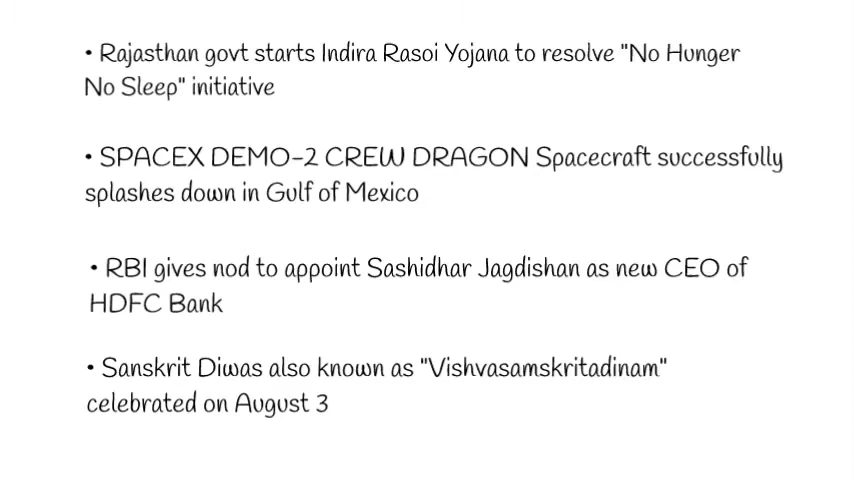 • Rajasthan govt starts Indira Rasoi Yojana to resolve "No Hunger
No Sleep" initiative
• SPACEX DEMO-2 CREW DRAGON Spacecraft successfully
splashes down in Gulf of Mexico
• RBI gives nod to appoint Sashidhar Jagdishan as new CEO of
HDFC Bank
• Sanskrit Diwas also known as "Vishvasamskritadinam"
celebrated on August 3